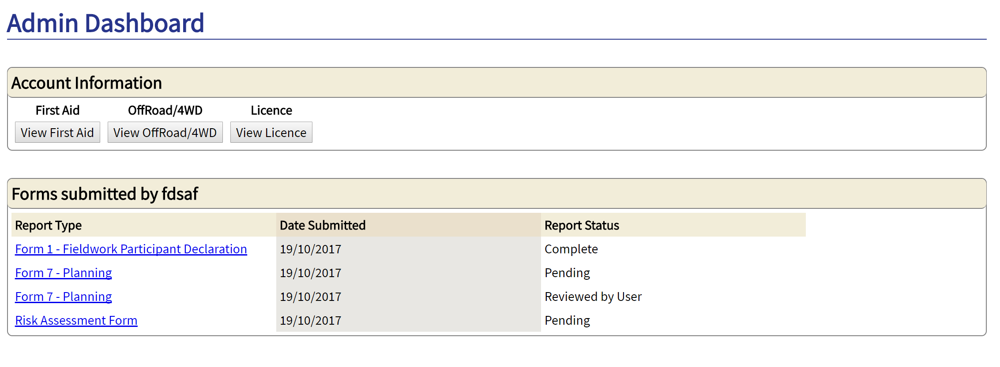 Admin Dashboard
Account Information
First Aid OffRoad/4WD Licence
View First Aid View OffRoad/4WD View Licence
Forms submitted by fdsaf
Report Type Date Submitted Report Status
Form 1 - Fieldwork Participant Declaration 19/10/2017 Complete
Form 7 - Planning 19/10/2017 Pending
Form 7 - Planning 19/10/2017 Reviewed by User
Risk Assessment Form 19/10/2017 Pending